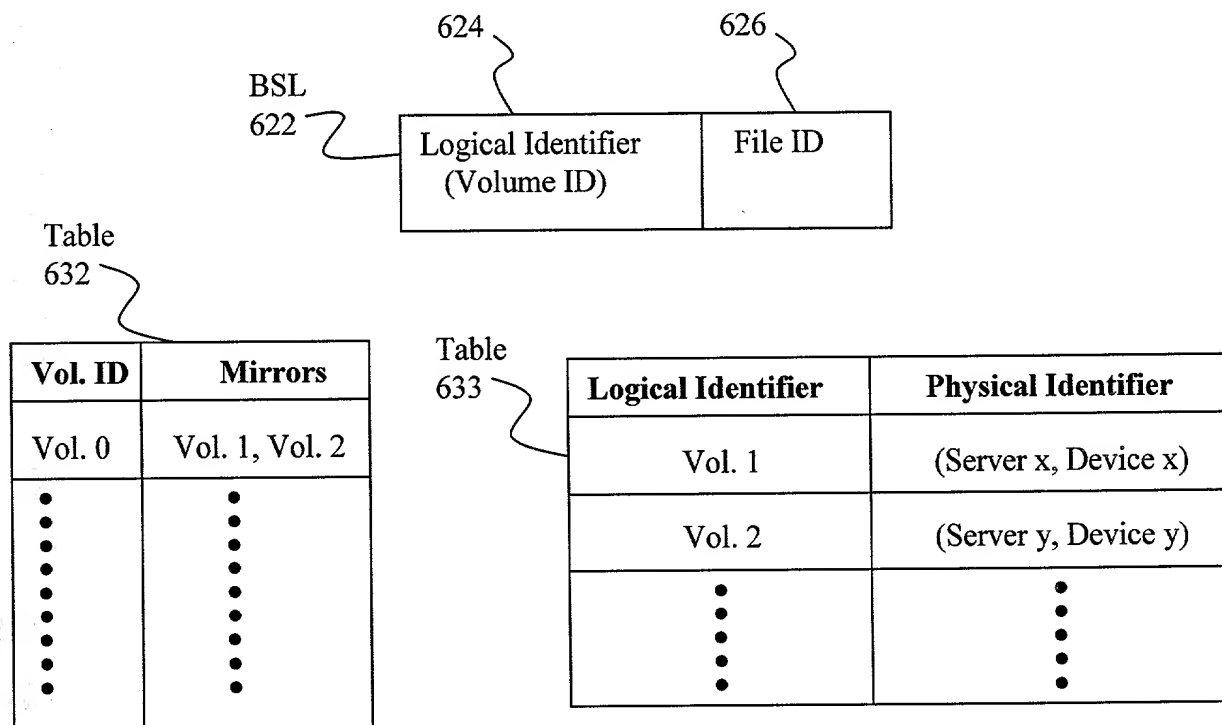 624
626
BSL
622
Logical Identifier
(Volume ID)
File ID
Table
632
Vol. ID Mirrors
Vol. 0 Vol. 1, Vol. 2
Table
633
Logical Identifier Physical Identifier
Vol. 1 (Server x, Device x)
Vol. 2 (Server y, Device y)